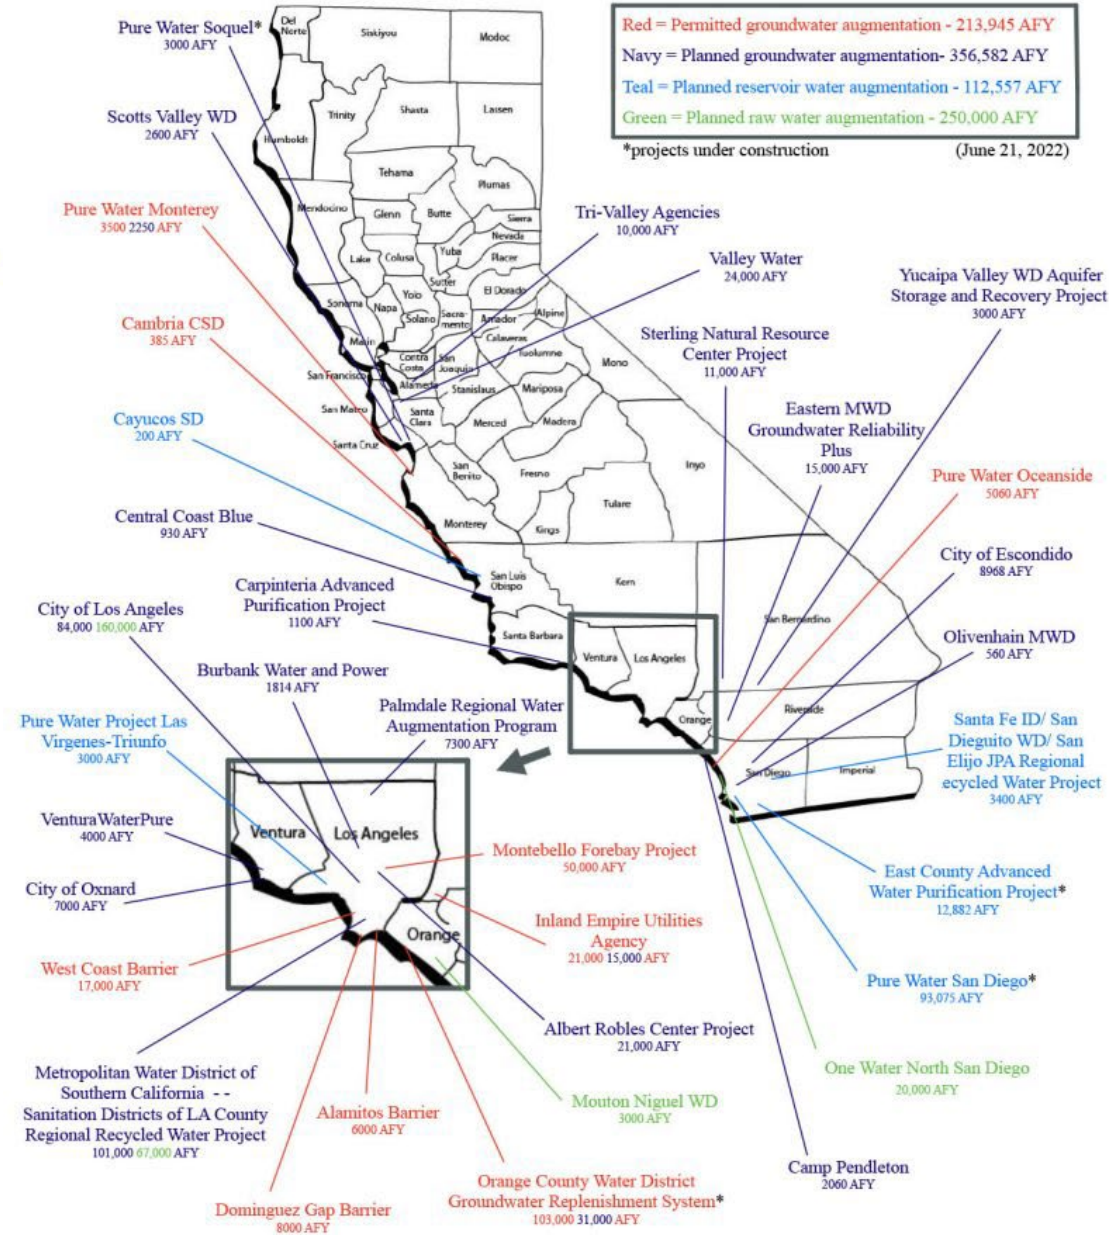 Red = Permitted groundwater augmentation - 213,945 AFY
Navy = Planned groundwater augmentation- 356,582 AFY
Teal = Planned reservoir water augmentation - 112,557 AFY
Green = Planned raw water augmentation - 250,000 AFY
*projects under construction (June 21, 2022)
Pure Water Soquel*
3000 AFY
Scotts Valley WD
2600 AFY
Pure Water Monterey
3500 2250 AFY
Cambria CSD
385 AFY
Cayucos SD
200 AFY
Central Coast Blue
930 AFY
Carpinteria Advanced
Purification Project
1100 AFY
City of Los Angeles
84,000 160,000 AFY
Burbank Water and Power
1814 AFY
Palmdale Regional Water
Augmentation Program
7300 AFY
Pure Water Project Las
Virgenes-Triunfo
3000 AFY
VenturaWaterPure
4000 AFY
City of Oxnard
7000 AFY
West Coast Barrier
17,000 AFY
Metropolitan Water District of
Southern California - -
Sanitation Districts of LA County
Regional Recycled Water Project
101,000 67,000 AFY
Dominguez Gap Barrier
8000 AFY
Alamitos Barrier
6000 AFY
Orange County Water District
Groundwater Replenishment System*
103,000 31,000 AFY
Mouton Niguel WD
3000 AFY
Albert Robles Center Project
21,000 AFY
Inland Empire Utilities
Agency
21,000 15,000 AFY
Montebello Forebay Project
50,000 AFY
Tri-Valley Agencies
10,000 AFY
Valley Water
24,000 AFY
Yucaipa Valley WD Aquifer
Storage and Recovery Project
3000 AFY
Sterling Natural Resource
Center Project
11,000 AFY
Eastern MWD
Groundwater Reliability
Plus
15,000 AFY
Pure Water Oceanside
5060 AFY
City of Escondido
8968 AFY
Olivenhain MWD
560 AFY
Santa Fe ID/ San
Dieguito WD/ San
Elijo JPA Regional
ecycled Water Project
3400 AFY
East County Advanced
Water Purification Project*
12,882 AFY
Pure Water San Diego*
93,075 AFY
One Water North San Diego
20,000 AFY
Camp Pendleton
2060 AFY
Del
Norte
Siskiyou
Modoc
Humboldt
Trinity
Shasta
Lassen
Tehama
Plumas
Mendocino
Glenn
Butte
Sierra
Nevada
Lake
Colusa
Yuba
Placer
Sutter
El Dorado
Sonoma
Napa
Yolo
Solano
Sacra-
mento
Amador
Alpine
Calaveras
Tuolumne
Mono
Marin
Contra
Costa
San
Joaquin
San Francisco
Alameda
Stanislaus
Mariposa
San Mateo
Santa
Clara
Merced
Madera
Santa Cruz
San
Benito
Fresno
Inyo
Monterey
Kings
Tulare
San Luis
Obispo
Kern
San Bernardino
Santa Barbara
Ventura
Los Angeles
Orange
Riverside
San Diego
Imperial
Ventura
Los Angeles
Orange